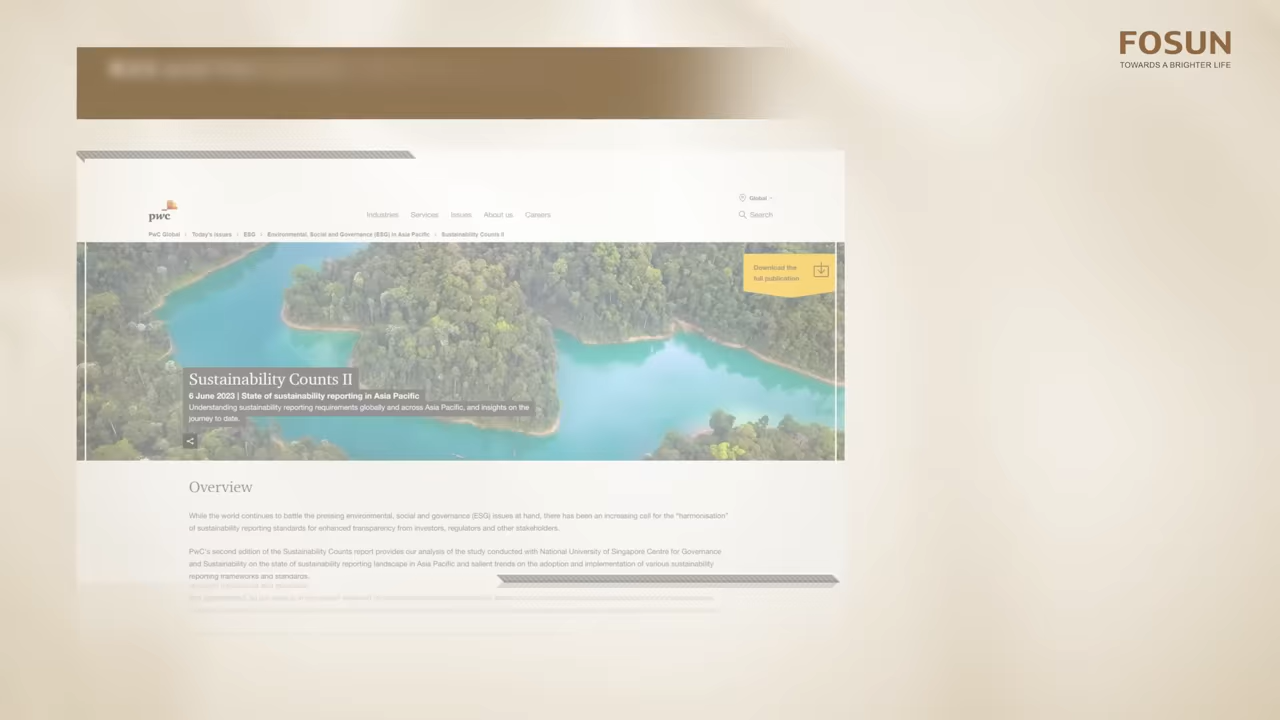 FOSUN
TOWARDS A BRIGHTER LIFE
pwc
Industries Services Issues About us Careers
Global
Search
PwC Global Today's issues ESG Environmental, Social and Governance (ESG) in Asia Pacific Sustainability Counts II
Download the
full publication
Sustainability Counts II
6 June 2023 | State of sustainability reporting in Asia Pacific
Understanding sustainability reporting requirements globally and across Asia Pacific, and insights on the
journey to date.
Overview
While the world continues to battle the pressing environmental, social and governance (ESG) issues at hand, there has been an increasing call for the "harmonisation"
of sustainability reporting standards for enhanced transparency from investors, regulators and other stakeholders.
PwC's second edition of the Sustainability Counts report provides our analysis of the study conducted with National University of Singapore Centre for Governance
and Sustainability on the state of sustainability reporting landscape in Asia Pacific and salient trends on the adoption and implementation of various sustainability
reporting frameworks and standards.